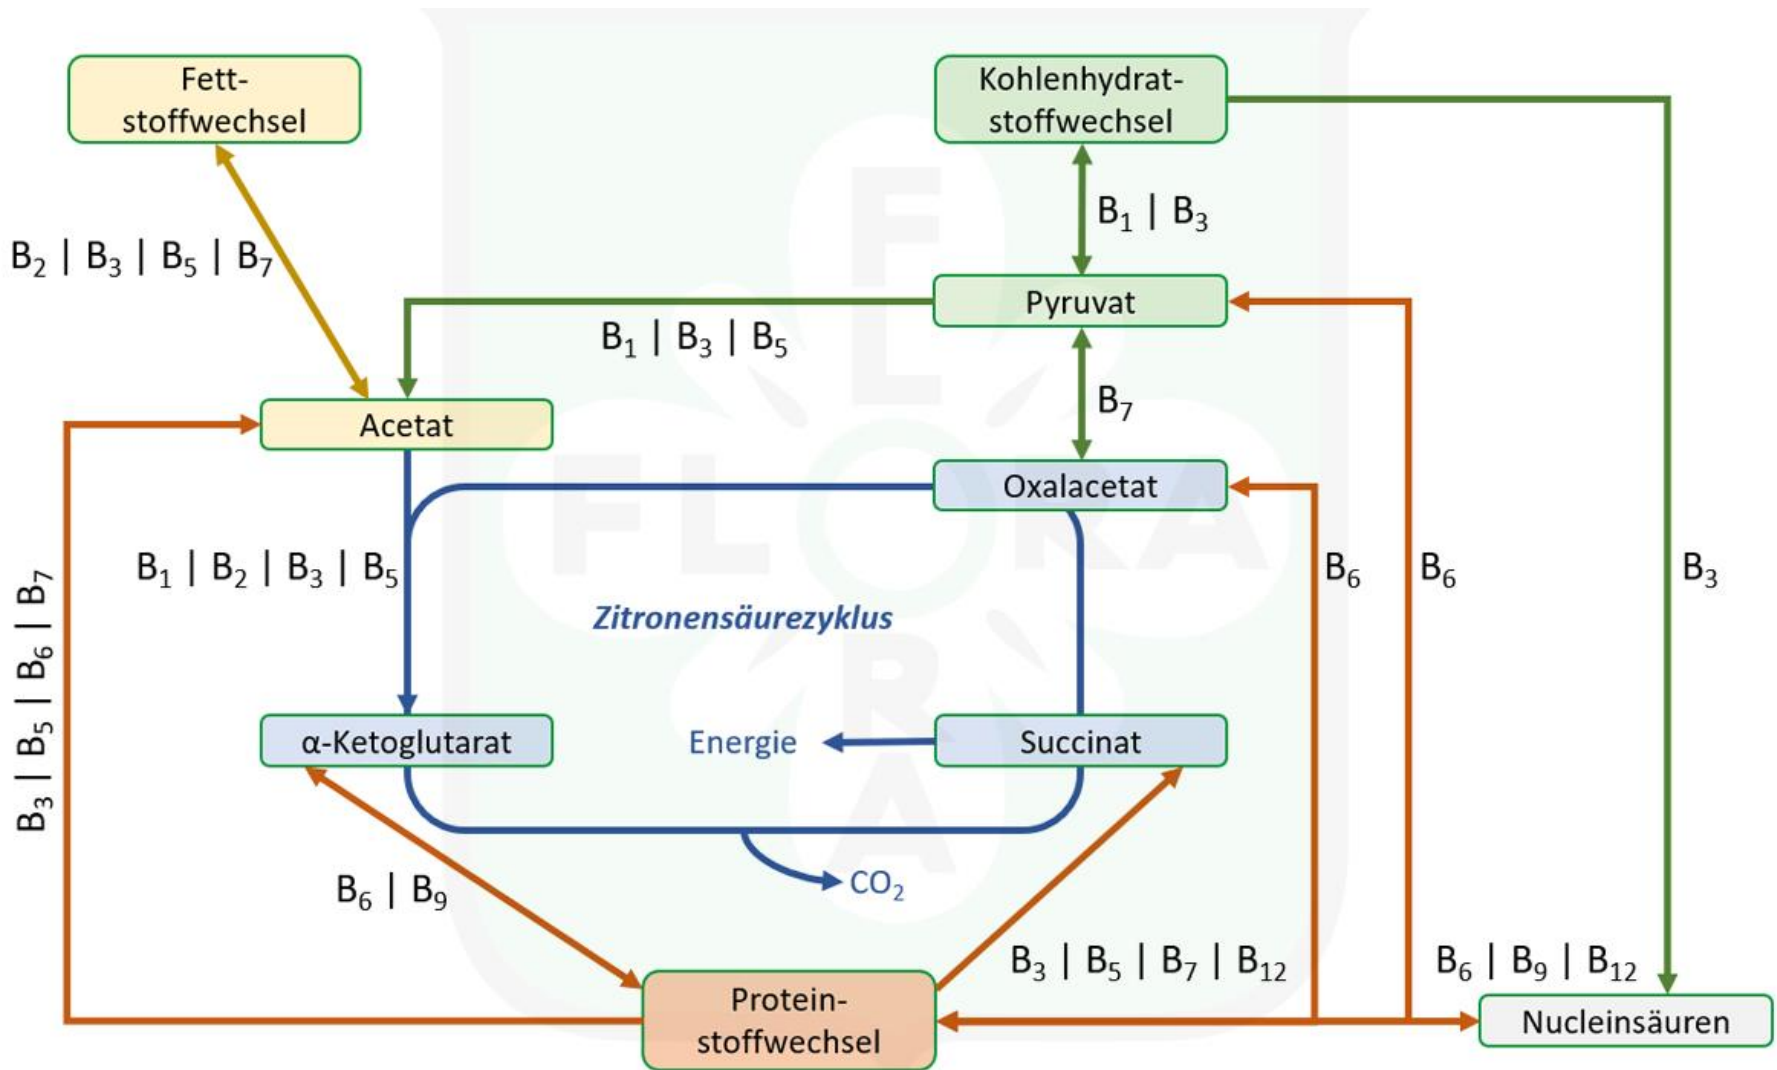 Fett-
stoffwechsel
Kohlenhydrat-
stoffwechsel
B₁ | B₃
B₂ | B₃ | B₅ | B₇
Pyruvat
B₁ | B₃ | B₅
B₇
Acetat
Oxalacetat
B₁ | B₂ | B₃ | B₅
B₆
B₆
B₃
Zitronensäurezyklus
B₃ | B₅ | B₆ | B₇
α-Ketoglutarat
Energie
Succinat
CO₂
B₆ | B₉
B₃ | B₅ | B₇ | B₁₂
B₆ | B₉ | B₁₂
Protein-
stoffwechsel
Nucleinsäuren
FLORA
FLORA